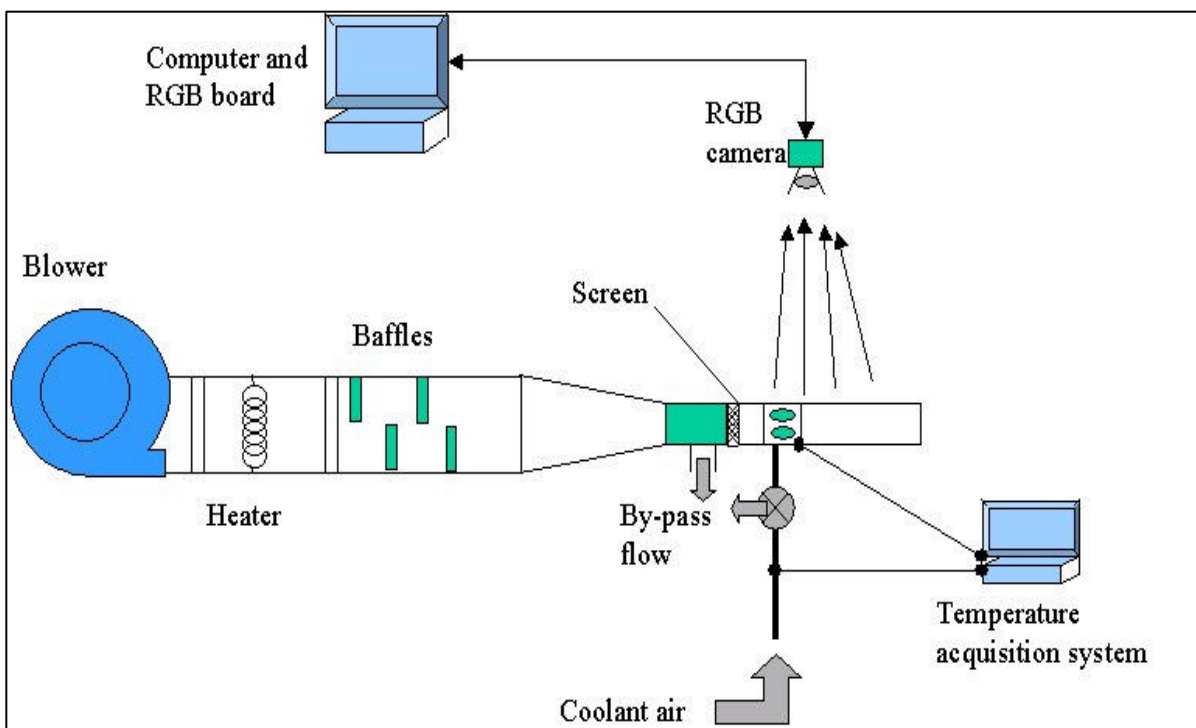 Computer and
RGB board
RGB
camera
Blower
Screen
Baffles
Heater
By-pass
flow
Temperature
acquisition system
Coolant air